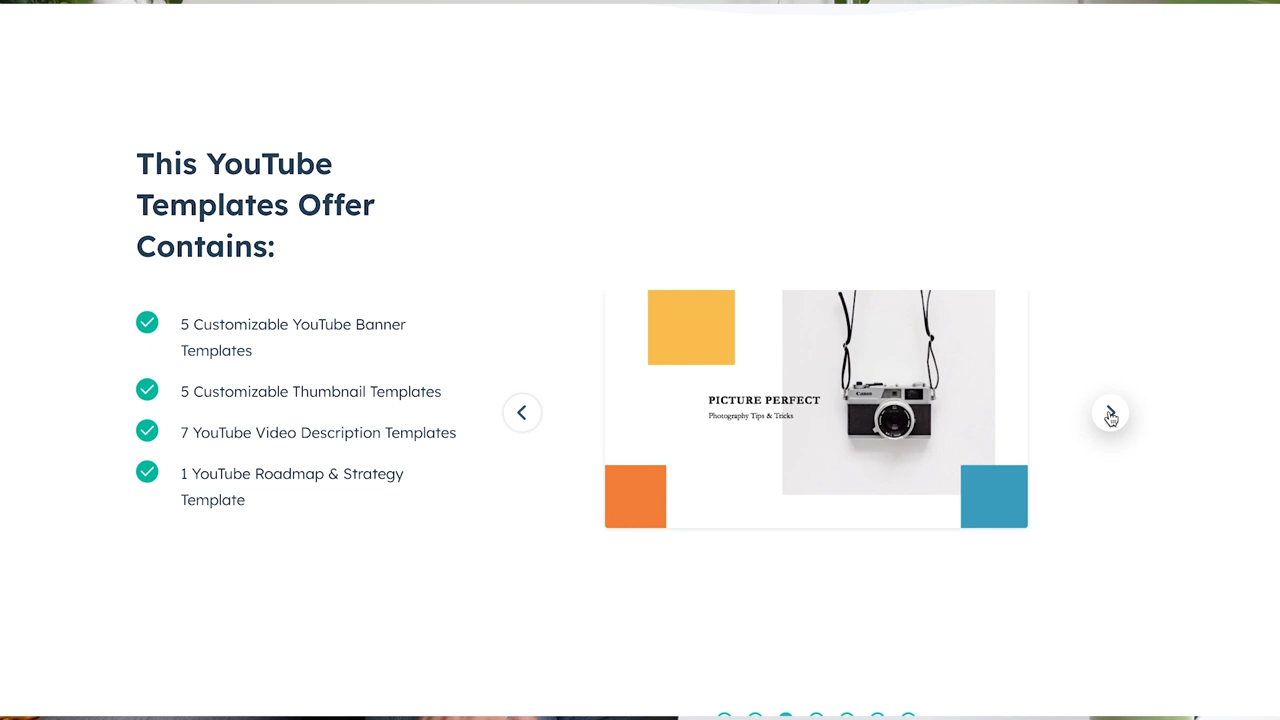 This YouTube
Templates Offer
Contains:
5 Customizable YouTube Banner
Templates
5 Customizable Thumbnail Templates
7 YouTube Video Description Templates
1 YouTube Roadmap & Strategy
Template
PICTURE PERFECT
Photography Tips & Tricks
Canon